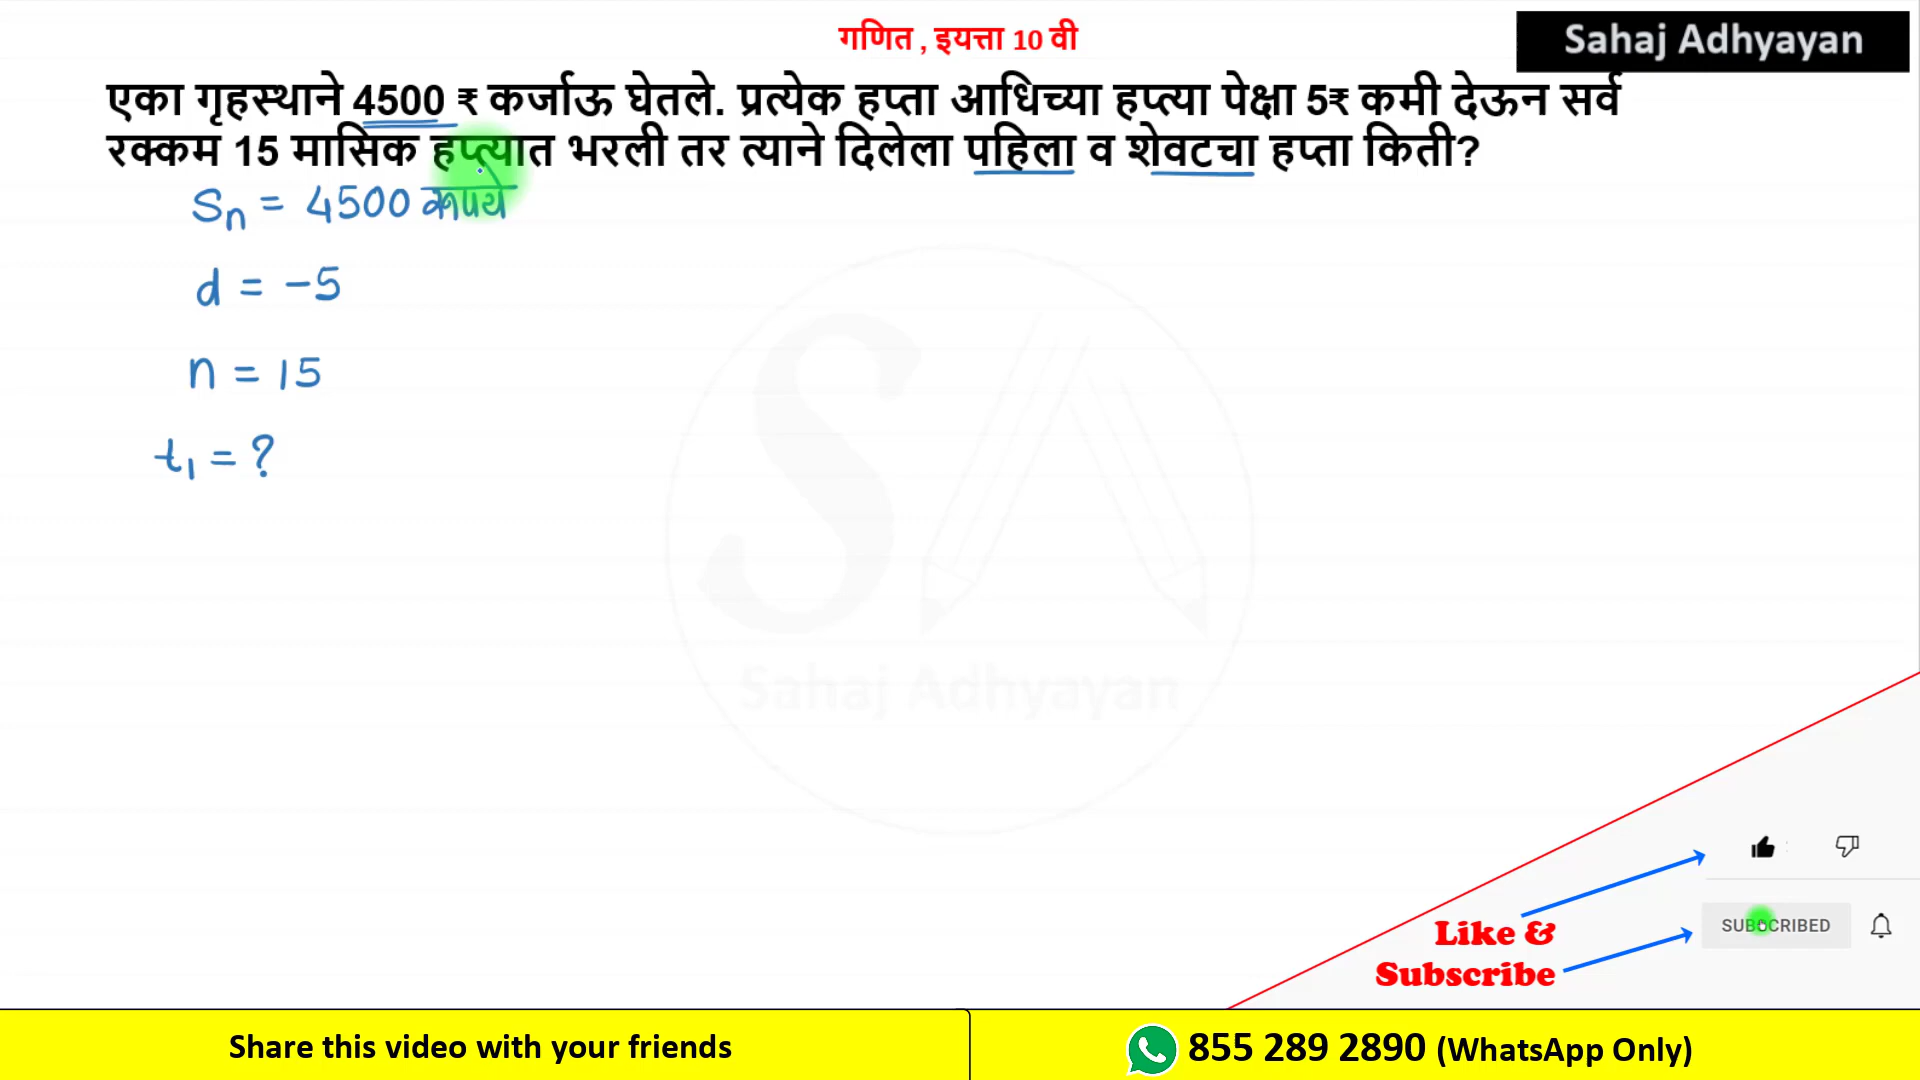 गणित , इयत्ता 10 वी
Sahaj Adhyayan
एका गृहस्थाने 4500 ₹ कर्जाऊ घेतले. प्रत्येक हप्ता आधिच्या हप्त्या पेक्षा 5₹ कमी देऊन सर्व
रक्कम 15 मासिक हप्त्यात भरली तर त्याने दिलेला पहिला व शेवटचा हप्ता किती?
Sn = 4500 रूपये
d = -5
n = 15
t1 = ?
Sahaj Adhyayan
Like &
Subscribe
SUBSCRIBED
Share this video with your friends
855 289 2890 (WhatsApp Only)